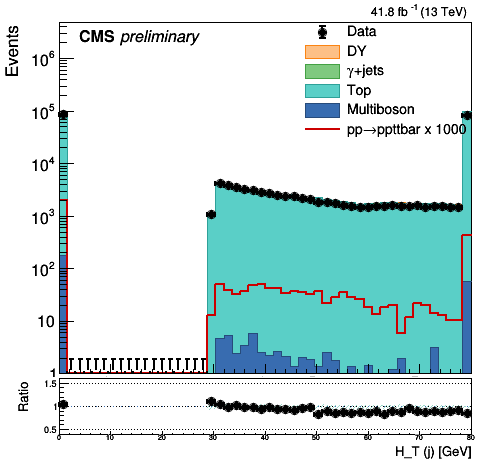 41.8 fb⁻¹ (13 TeV)
Events
CMS preliminary
Data
DY
γ+jets
Top
Multiboson
pp→ppttbar x 1000
10⁶
10⁵
10⁴
10³
10²
10
1
Ratio
1.5
1.0
0.5
0 10 20 30 40 50 60 70 80
H_T (j) [GeV]